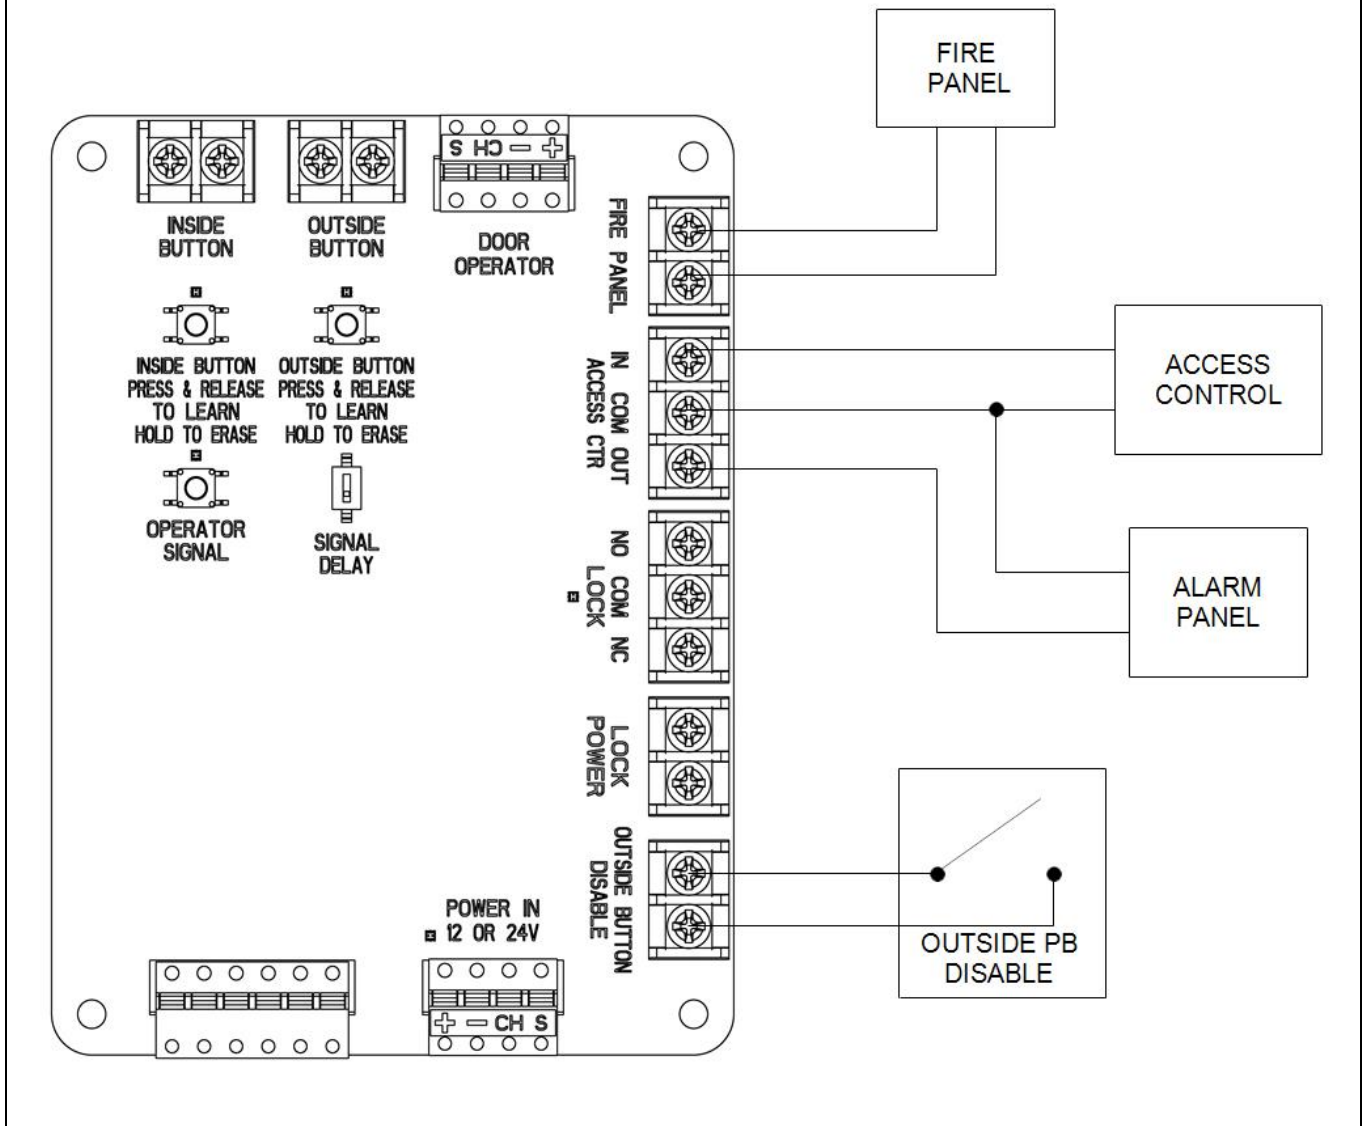 FIRE
PANEL
S CH − +
INSIDE
BUTTON
OUTSIDE
BUTTON
DOOR
OPERATOR
FIRE PANEL
INSIDE BUTTON
PRESS & RELEASE
TO LEARN
HOLD TO ERASE
OUTSIDE BUTTON
PRESS & RELEASE
TO LEARN
HOLD TO ERASE
IN COM OUT
ACCESS CTR
ACCESS
CONTROL
OPERATOR
SIGNAL
SIGNAL
DELAY
NO COM NC
LOCK
ALARM
PANEL
LOCK
POWER
OUTSIDE BUTTON
DISABLE
POWER IN
12 OR 24V
+ − CH S
OUTSIDE PB
DISABLE